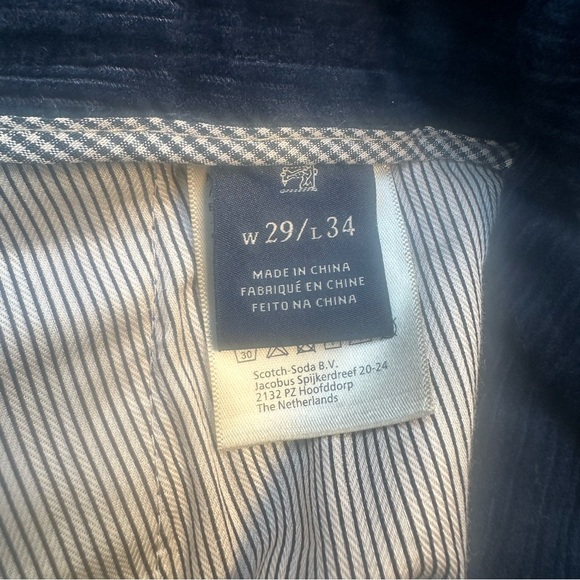 W 29/L 34
MADE IN CHINA
FABRIQUÉ EN CHINE
FEITO NA CHINA
30
Scotch-Soda B.V.
Jacobus Spijkerdreef 20-24
2132 PZ Hoofddorp
The Netherlands